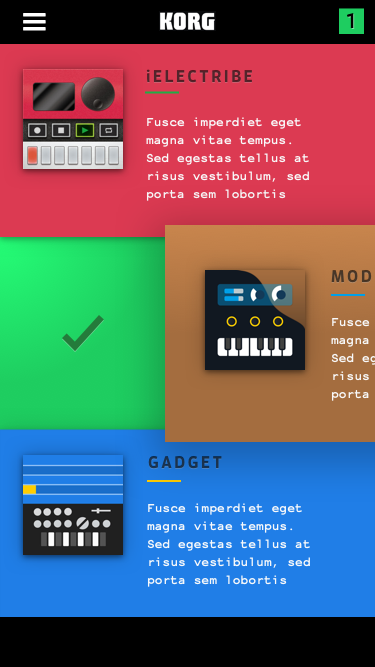 KORG
1
iELECTRIBE
Fusce imperdiet eget
magna vitae tempus.
Sed egestas tellus at
risus vestibulum, sed
porta sem lobortis
MOD
Fusce
magna
Sed eg
risus
porta
GADGET
Fusce imperdiet eget
magna vitae tempus.
Sed egestas tellus at
risus vestibulum, sed
porta sem lobortis